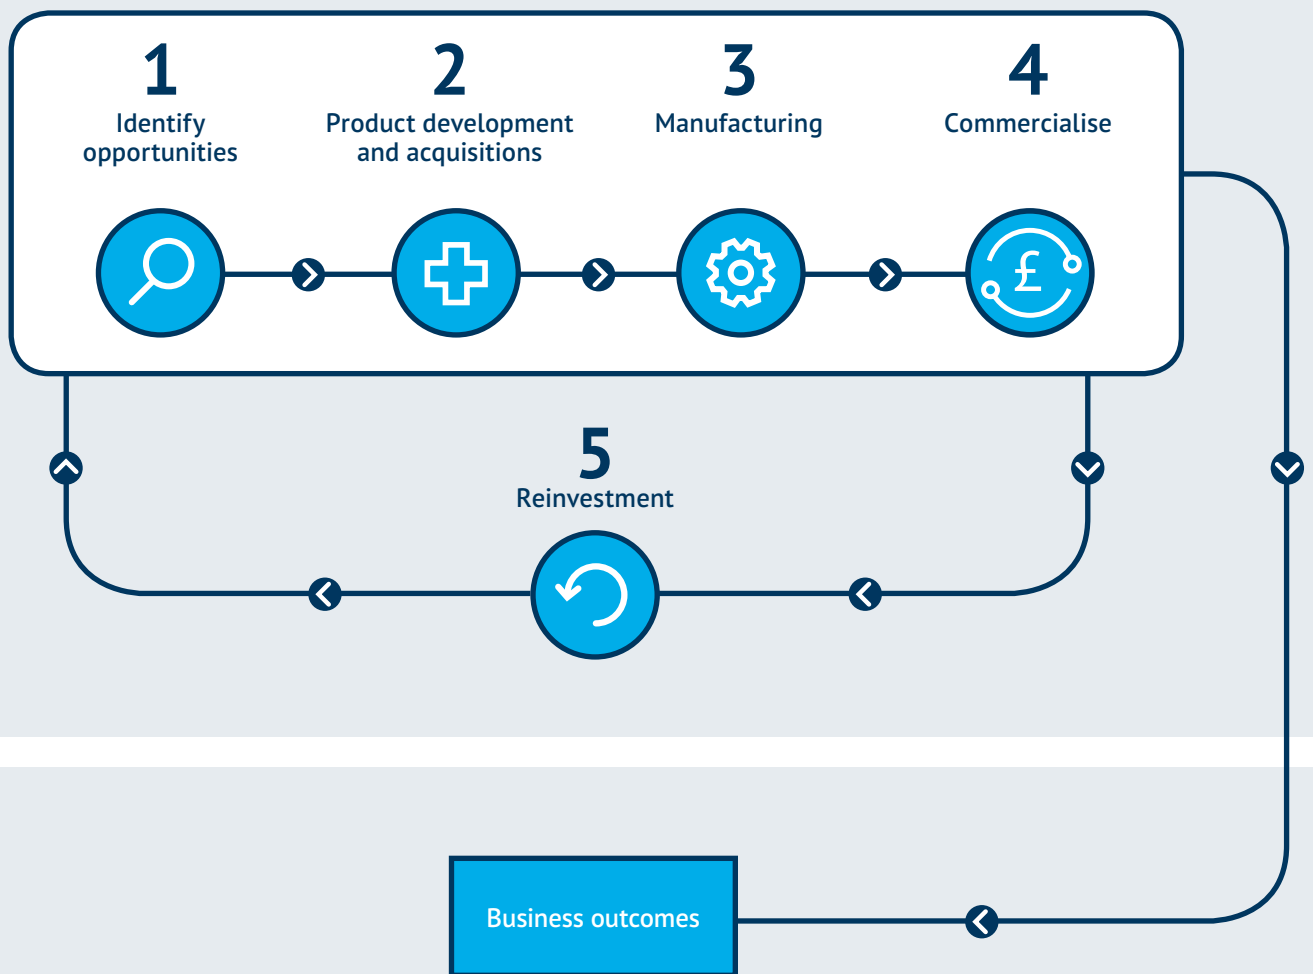 1
Identify
opportunities
2
Product development
and acquisitions
3
Manufacturing
4
Commercialise
£
5
Reinvestment
Business outcomes